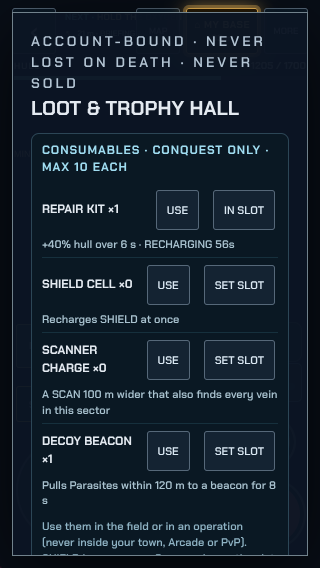 ACCOUNT-BOUND · NEVER
LOST ON DEATH · NEVER
SOLD
LOOT & TROPHY HALL
CONSUMABLES · CONQUEST ONLY ·
MAX 10 EACH
REPAIR KIT ×1 USE IN SLOT
+40% hull over 6 s · RECHARGING 56s
SHIELD CELL ×0 USE SET SLOT
Recharges SHIELD at once
SCANNER
CHARGE ×0 USE SET SLOT
A SCAN 100 m wider that also finds every vein
in this sector
DECOY BEACON
×1 USE SET SLOT
Pulls Parasites within 120 m to a beacon for 8
s
Use them in the field or in an operation
(never inside your town, Arcade or PvP).